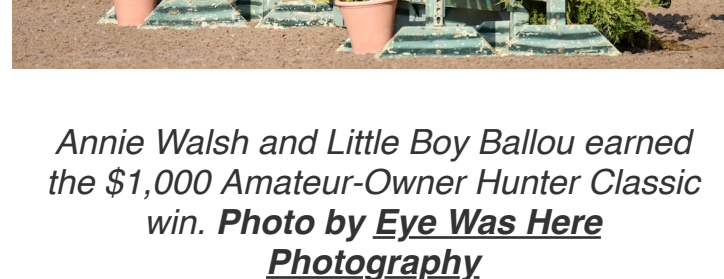 Annie Walsh and Little Boy Ballou earned
the $1,000 Amateur-Owner Hunter Classic
win. Photo by Eye Was Here
Photography